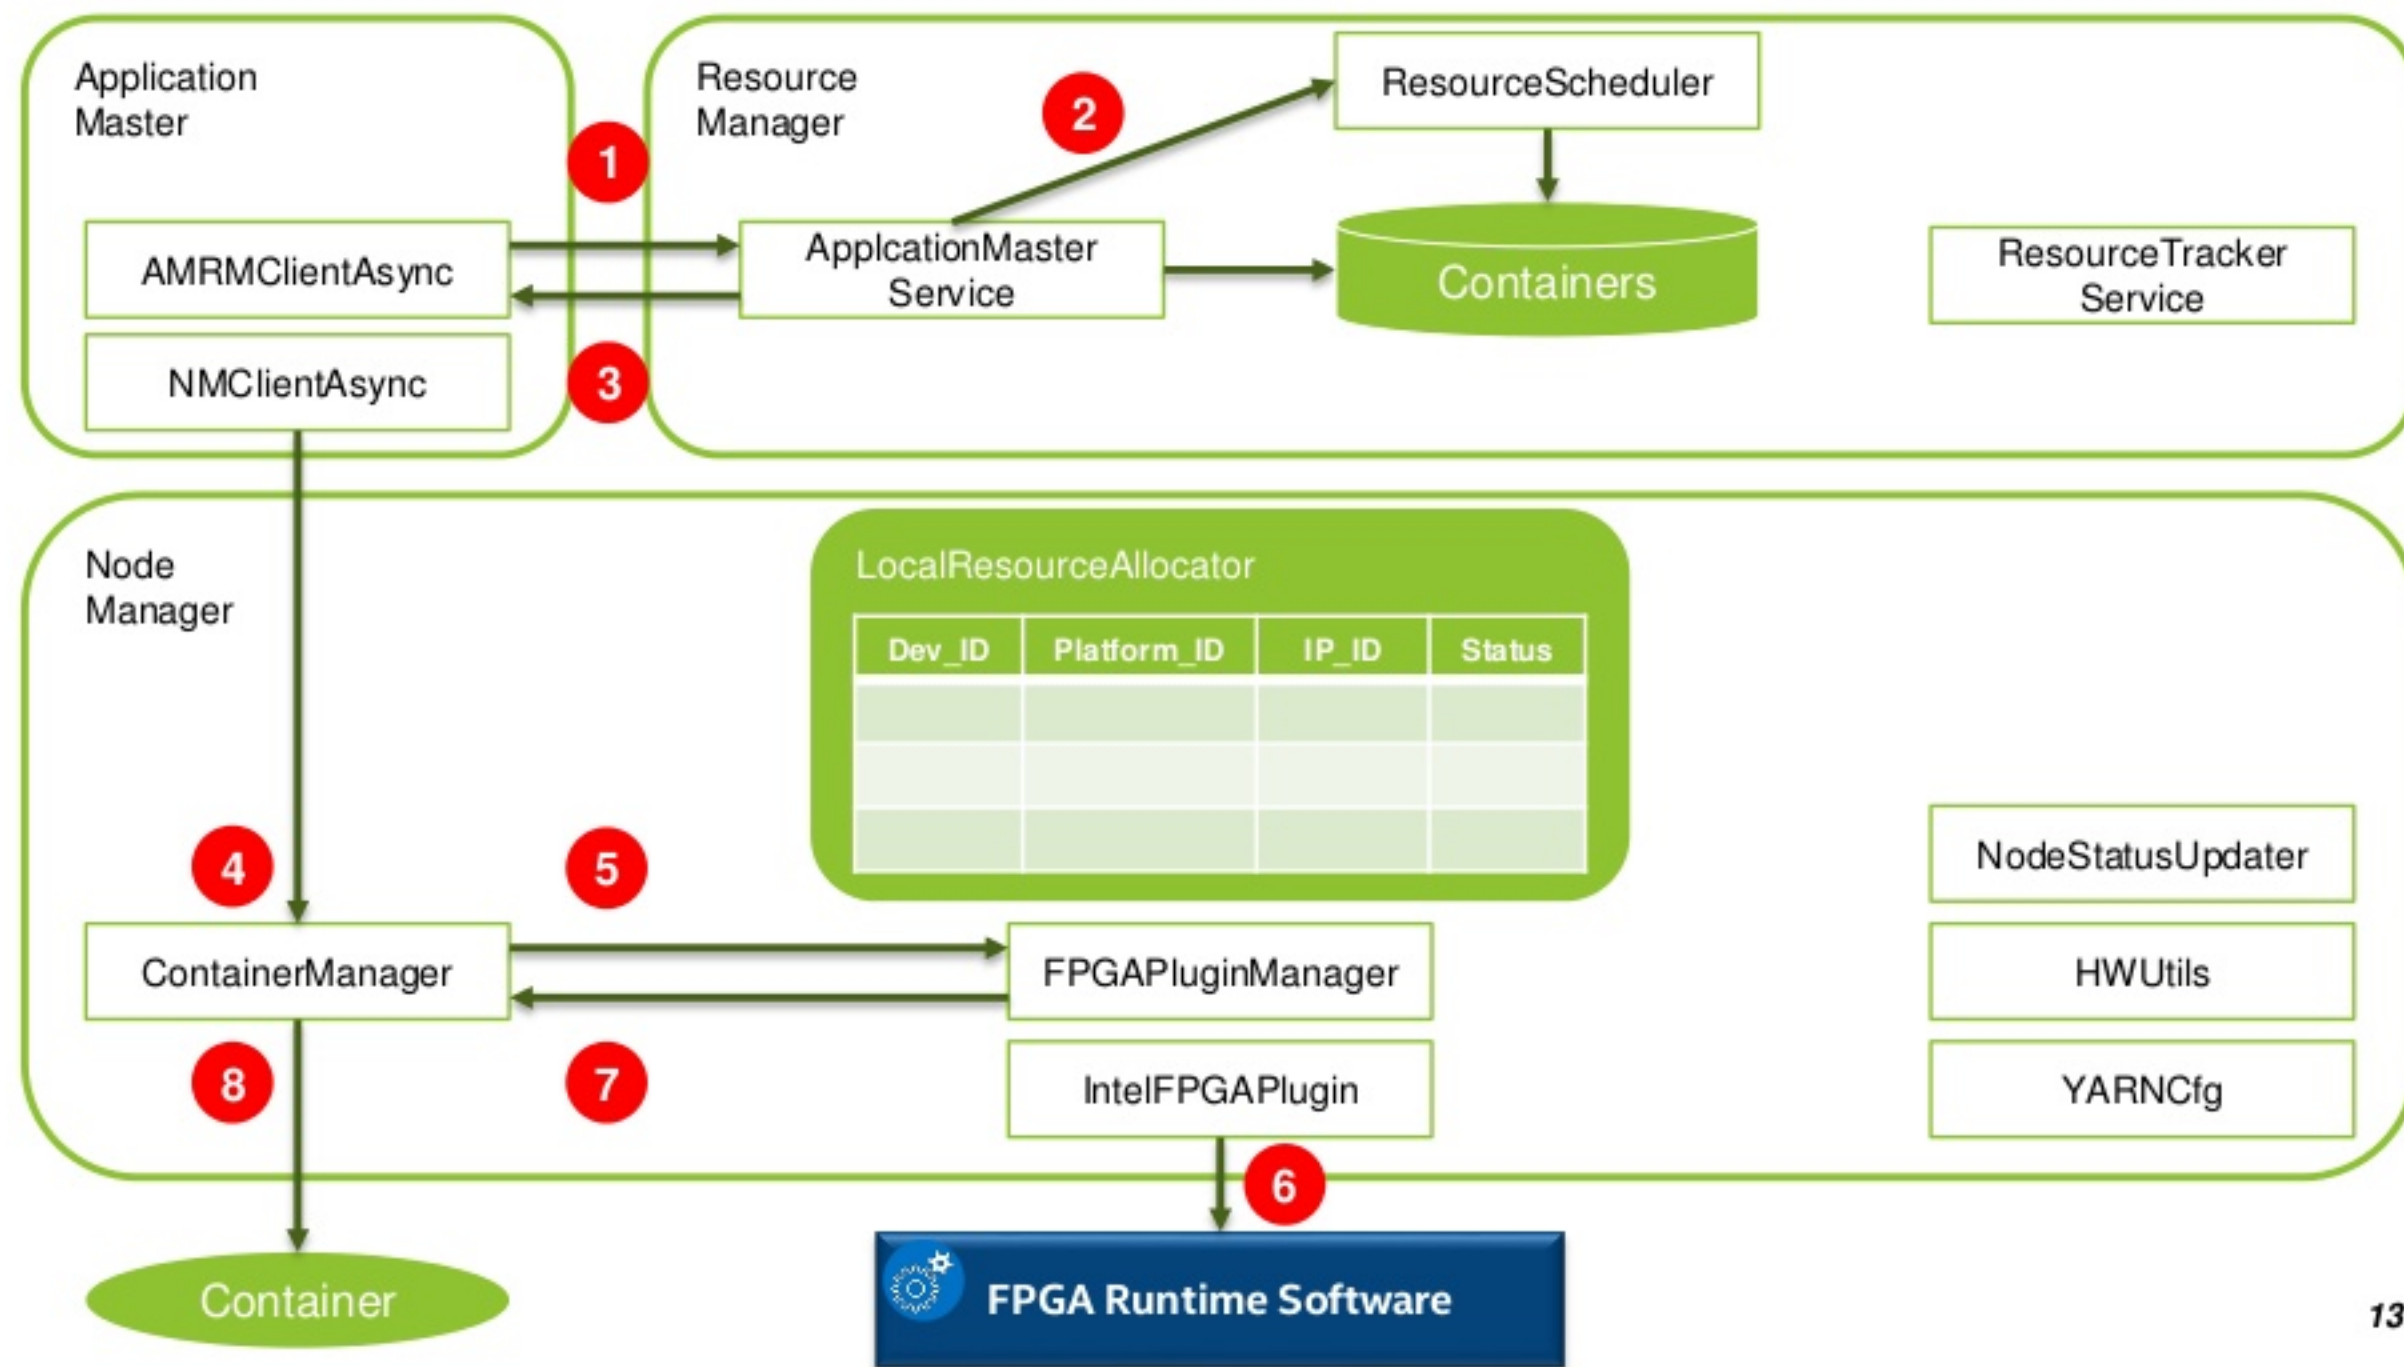 Application
Master
1
Resource
Manager
2
ResourceScheduler
AMRMClientAsync
ApplcationMaster
Service
Containers
ResourceTracker
Service
NMClientAsync
3
Node
Manager
LocalResourceAllocator
Dev_ID Platform_ID IP_ID Status
4
5
NodeStatusUpdater
ContainerManager
FPGAPluginManager
HWUtils
8
7
IntelFPGAPlugin
YARNCfg
6
Container
FPGA Runtime Software
13